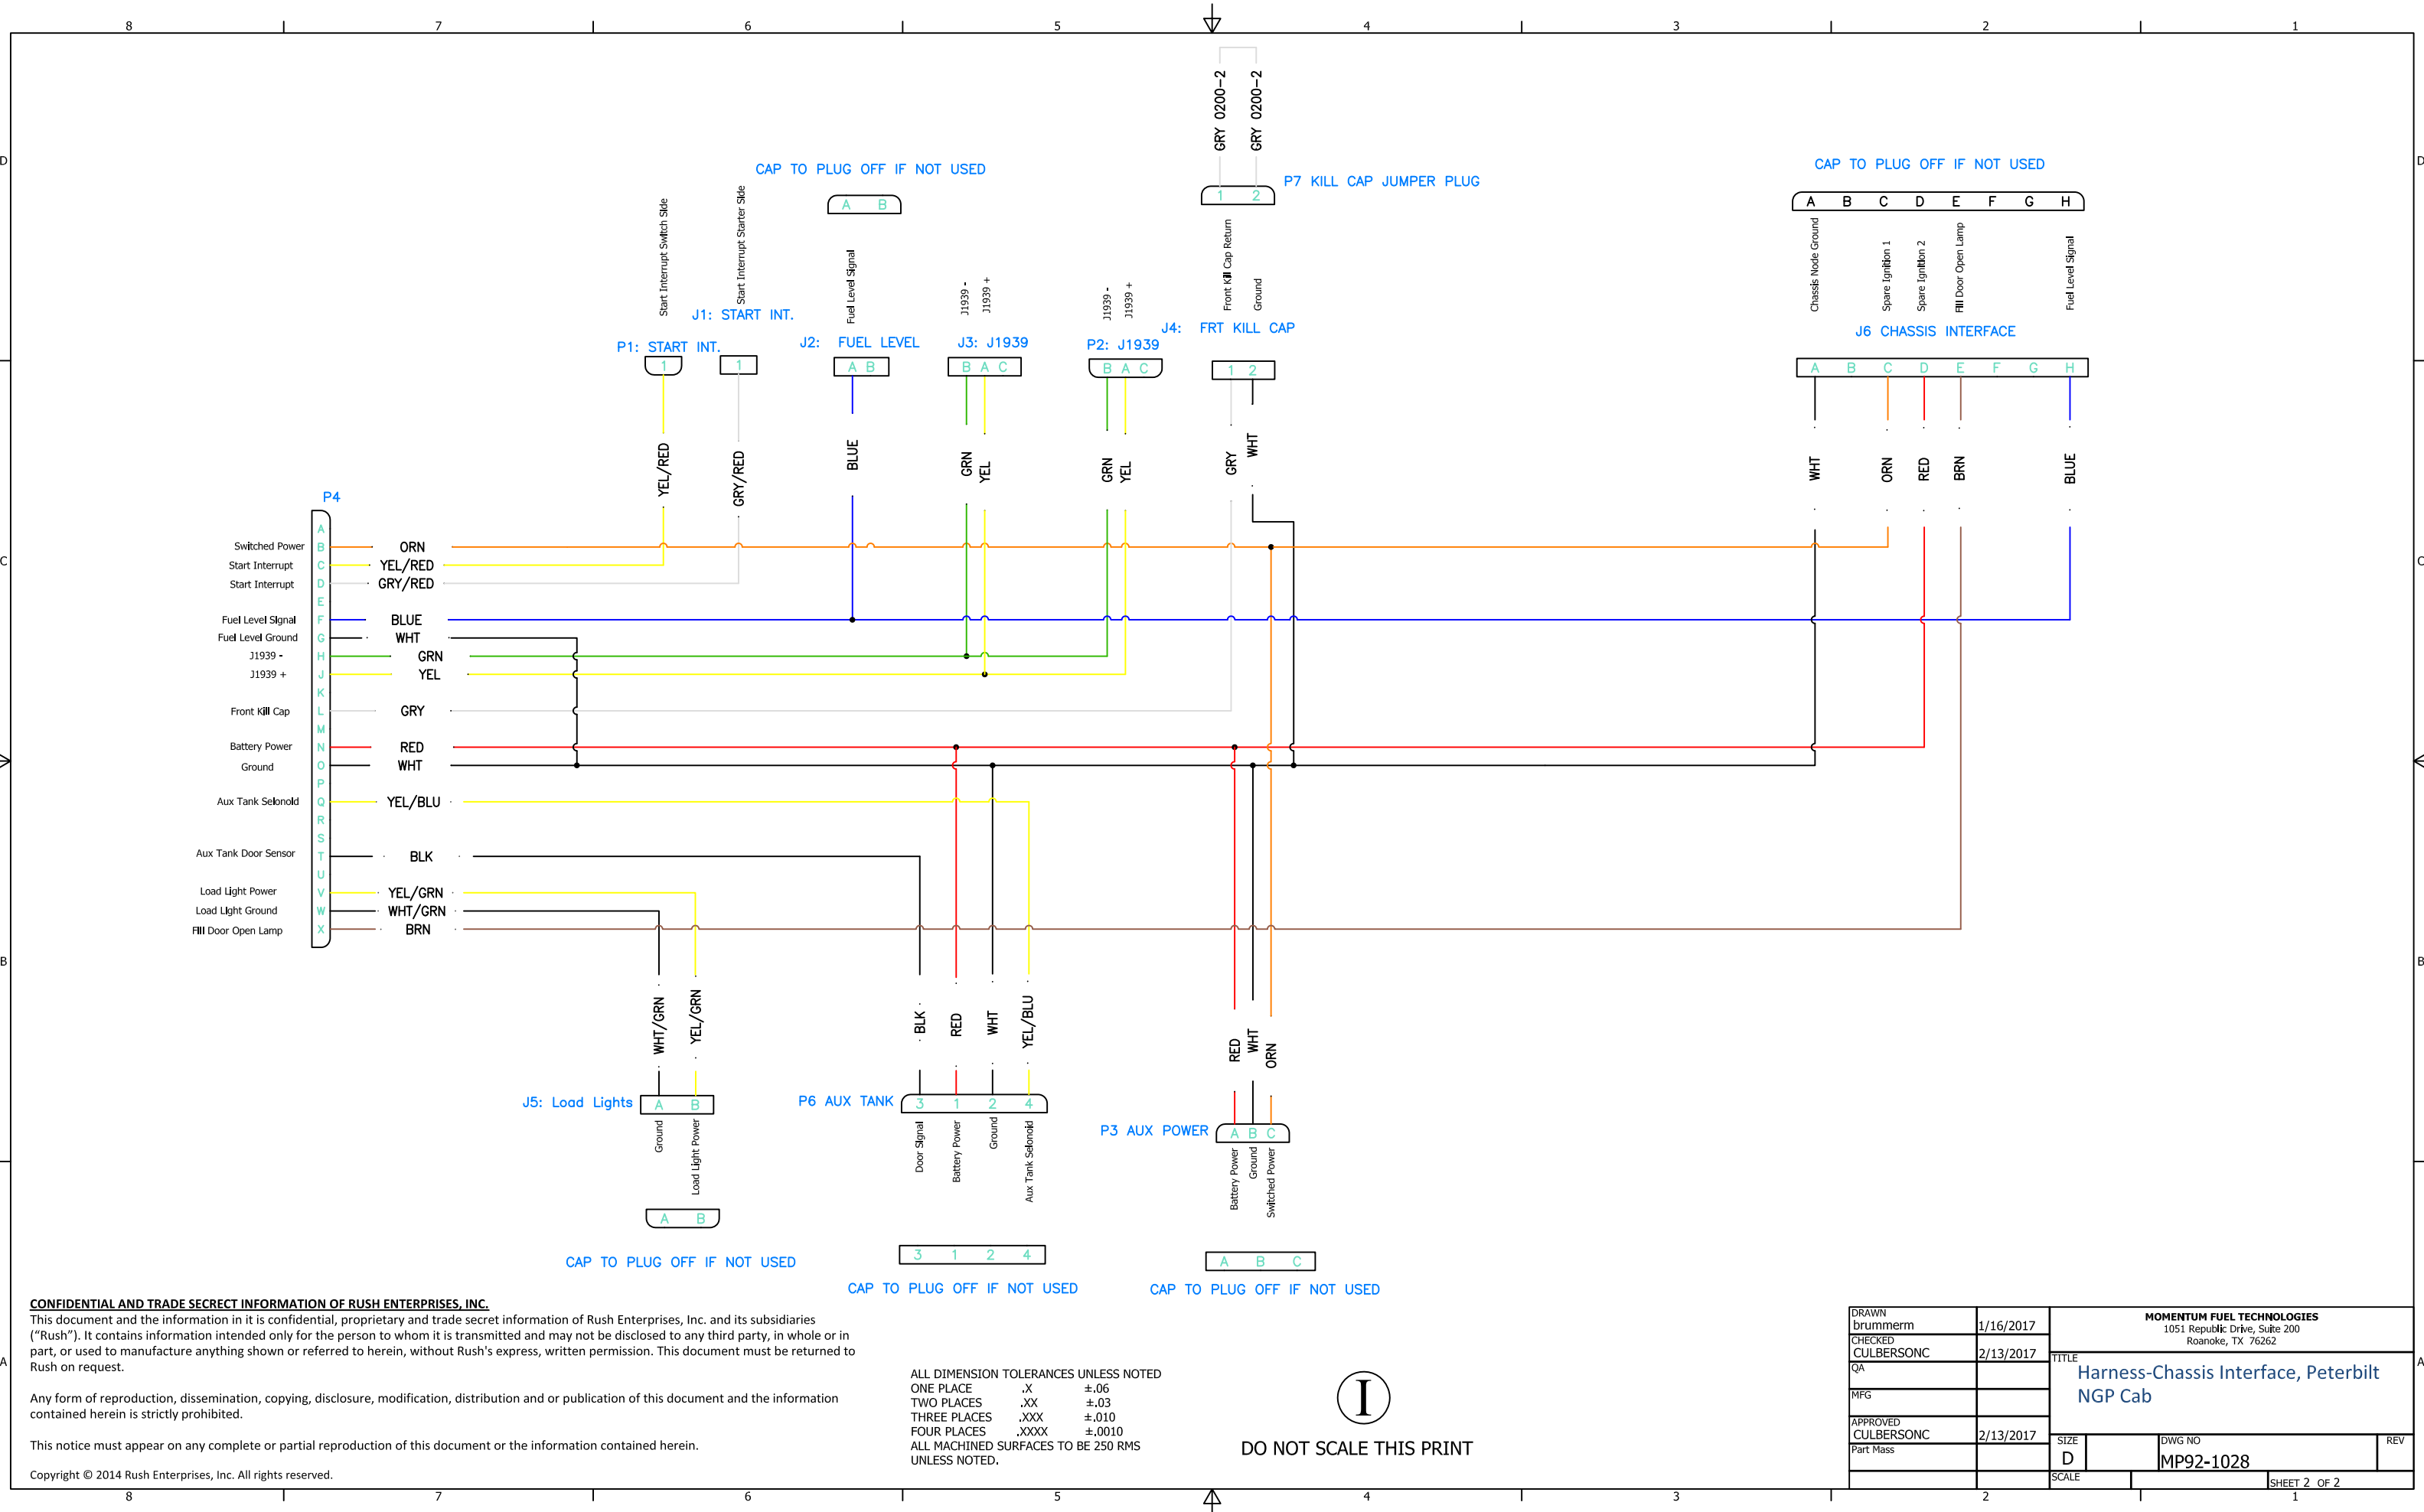 8 7 6 5 4 3 2 1
D
D
GRY 0200-2
GRY 0200-2
CAP TO PLUG OFF IF NOT USED
A B
1 2
P7 KILL CAP JUMPER PLUG
CAP TO PLUG OFF IF NOT USED
A B C D E F G H
Start Interrupt Switch Side
Start Interrupt Starter Side
Fuel Level Signal
J1939 -
J1939 +
J1939 -
J1939 +
Front Kill Cap Return
Ground
Chassis Node Ground
Spare Ignition 1
Spare Ignition 2
Fill Door Open Lamp
Fuel Level Signal
P1: START INT.
J1: START INT.
J2: FUEL LEVEL
J3: J1939
P2: J1939
J4: FRT KILL CAP
J6 CHASSIS INTERFACE
1
1
A B
B A C
B A C
1 2
A B C D E F G H
YEL/RED
GRY/RED
BLUE
GRN
YEL
GRN
YEL
GRY
WHT
WHT
ORN
RED
BRN
BLUE
P4
A
Switched Power B ORN
Start Interrupt C YEL/RED
Start Interrupt D GRY/RED
E
Fuel Level Signal F BLUE
Fuel Level Ground G WHT
J1939 - H GRN
J1939 + J YEL
K
Front Kill Cap L GRY
M
Battery Power N RED
Ground O WHT
P
Aux Tank Selonoid Q YEL/BLU
R
S
Aux Tank Door Sensor T BLK
U
Load Light Power V YEL/GRN
Load Light Ground W WHT/GRN
Fill Door Open Lamp X BRN
C
C
B
B
WHT/GRN
YEL/GRN
BLK
RED
WHT
YEL/BLU
RED
WHT
ORN
J5: Load Lights
A B
P6 AUX TANK
3 1 2 4
P3 AUX POWER
A B C
Ground
Load Light Power
Door Signal
Battery Power
Ground
Aux Tank Selonoid
Battery Power
Ground
Switched Power
A B
CAP TO PLUG OFF IF NOT USED
3 1 2 4
CAP TO PLUG OFF IF NOT USED
A B C
CAP TO PLUG OFF IF NOT USED
CONFIDENTIAL AND TRADE SECRECT INFORMATION OF RUSH ENTERPRISES, INC.
This document and the information in it is confidential, proprietary and trade secret information of Rush Enterprises, Inc. and its subsidiaries
(“Rush”). It contains information intended only for the person to whom it is transmitted and may not be disclosed to any third party, in whole or in
part, or used to manufacture anything shown or referred to herein, without Rush's express, written permission. This document must be returned to
Rush on request.
Any form of reproduction, dissemination, copying, disclosure, modification, distribution and or publication of this document and the information
contained herein is strictly prohibited.
This notice must appear on any complete or partial reproduction of this document or the information contained herein.
Copyright © 2014 Rush Enterprises, Inc. All rights reserved.
A
A
ALL DIMENSION TOLERANCES UNLESS NOTED
ONE PLACE .X ±.06
TWO PLACES .XX ±.03
THREE PLACES .XXX ±.010
FOUR PLACES .XXXX ±.0010
ALL MACHINED SURFACES TO BE 250 RMS
UNLESS NOTED.
I
DO NOT SCALE THIS PRINT
DRAWN
brummerm 1/16/2017
CHECKED
CULBERSONC 2/13/2017
QA
MFG
APPROVED
CULBERSONC 2/13/2017
Part Mass
MOMENTUM FUEL TECHNOLOGIES
1051 Republic Drive, Suite 200
Roanoke, TX 76262
TITLE
Harness-Chassis Interface, Peterbilt
NGP Cab
SIZE
D
DWG NO
MP92-1028
REV
SCALE
SHEET 2 OF 2
8 7 6 5 4 3 2 1